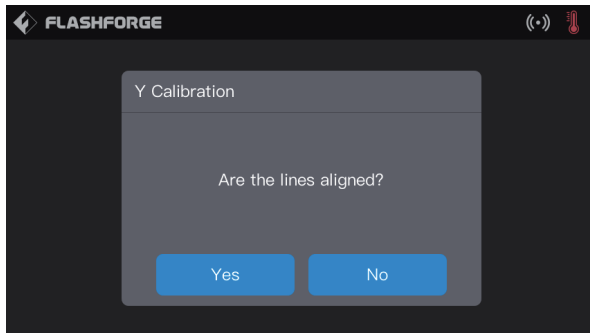 FLASHFORGE
Y Calibration
Are the lines aligned?
Yes
No